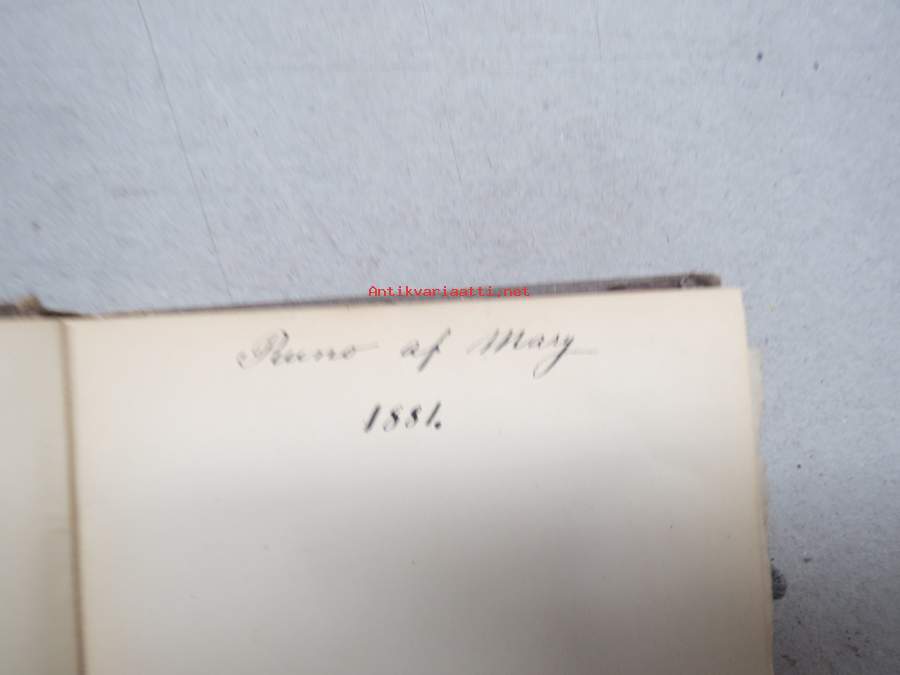 Antikvariaatti.net
Runo af Mary
1881.